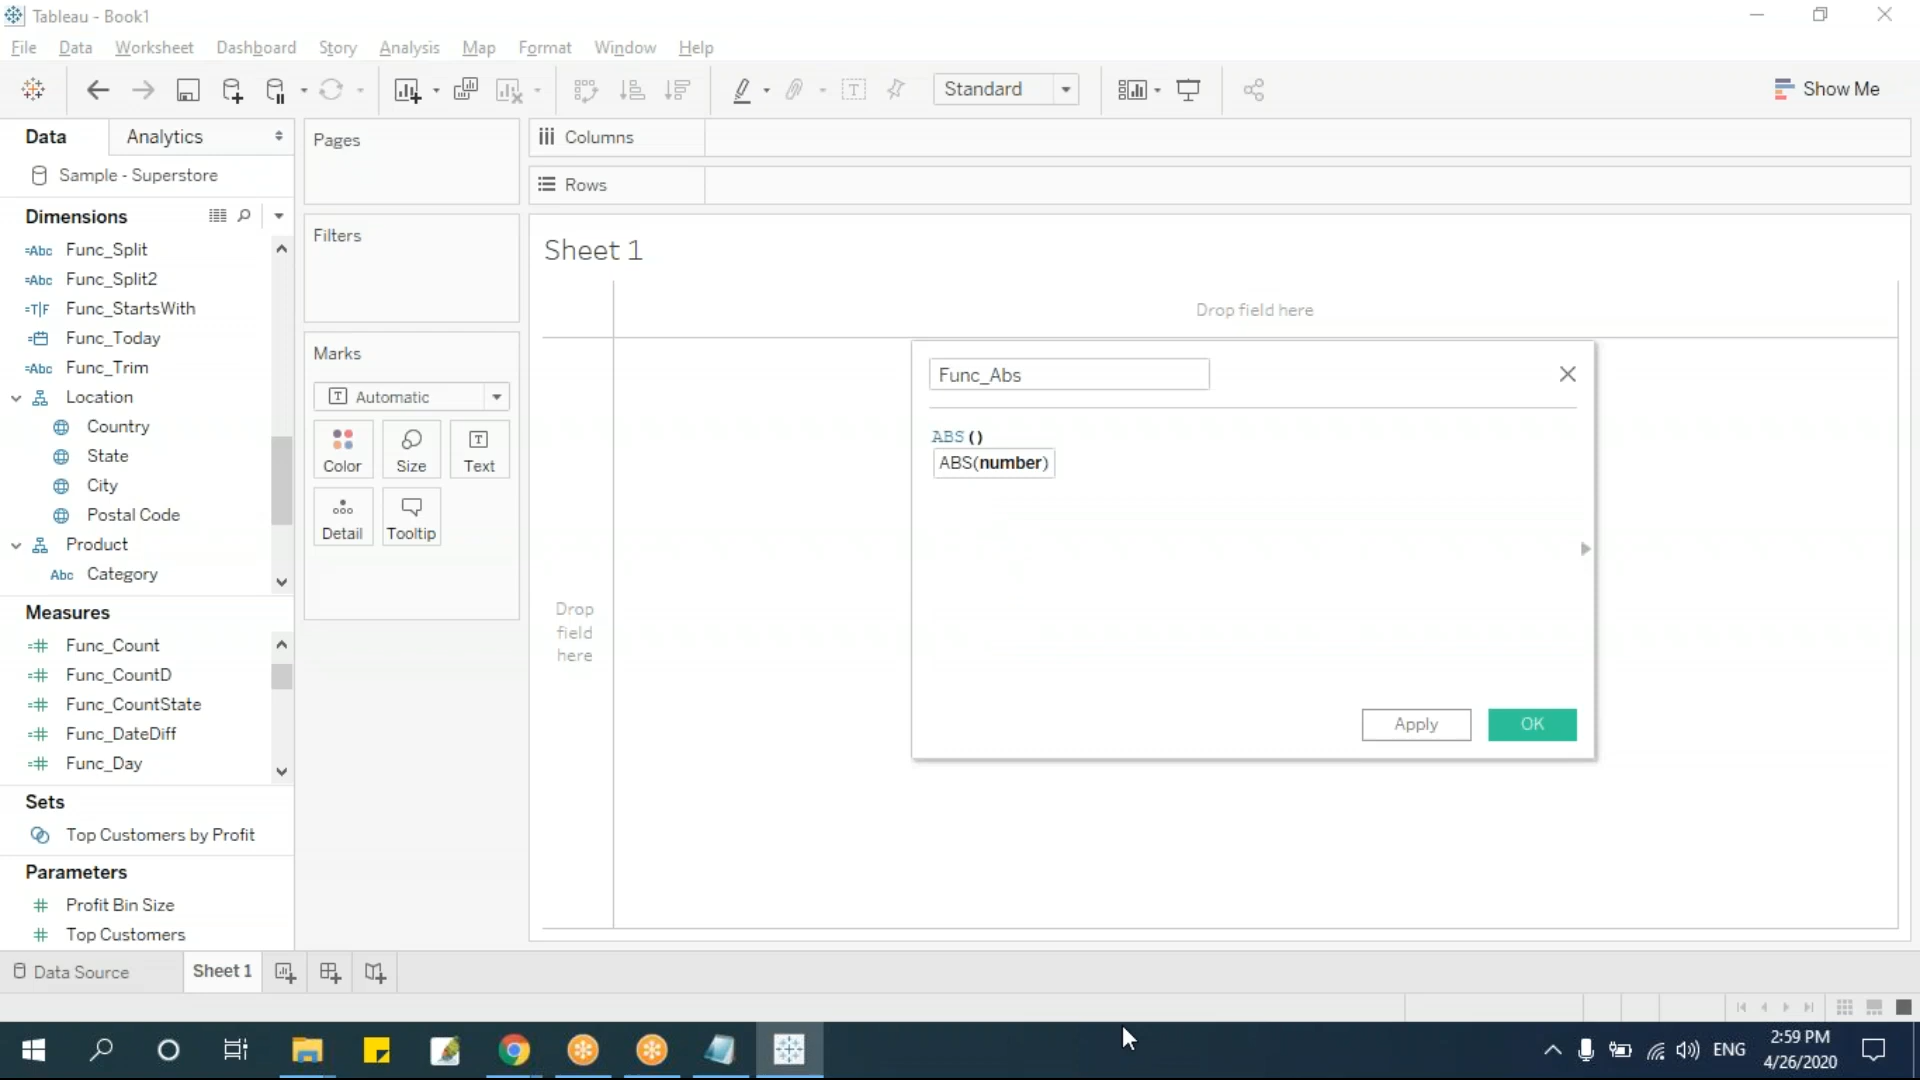 Tableau - Book1
File Data Worksheet Dashboard Story Analysis Map Format Window Help
Standard
Show Me
Data
Analytics
Sample - Superstore
Dimensions
=Abc Func_Split
=Abc Func_Split2
=T|F Func_StartsWith
Func_Today
=Abc Func_Trim
Location
Country
State
City
Postal Code
Product
Abc Category
Measures
=# Func_Count
=# Func_CountD
=# Func_CountState
=# Func_DateDiff
=# Func_Day
Sets
Top Customers by Profit
Parameters
# Profit Bin Size
# Top Customers
Pages
Filters
Marks
Automatic
Color
Size
Text
Detail
Tooltip
Columns
Rows
Sheet 1
Drop field here
Drop
field
here
Func_Abs
ABS()
ABS(number)
Apply
OK
Data Source
Sheet 1
ENG
2:59 PM
4/26/2020